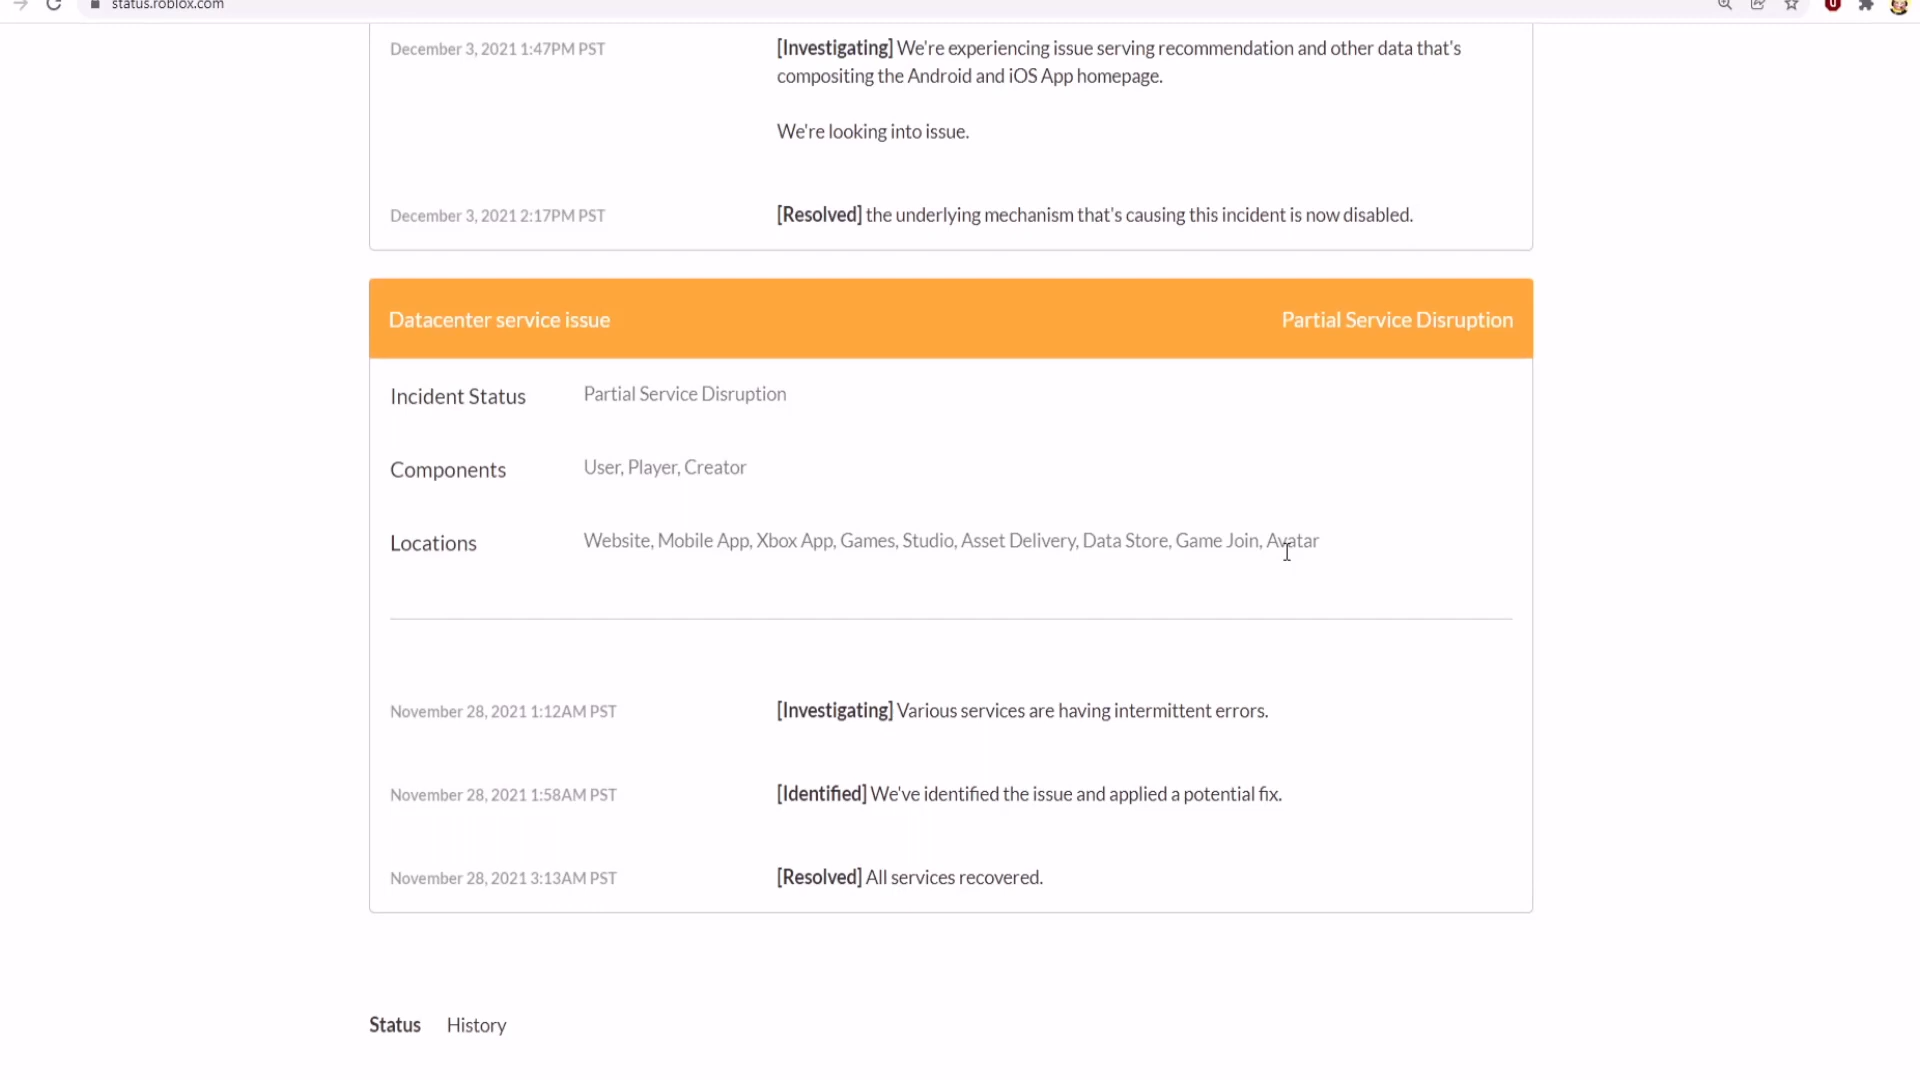 status.roblox.com
December 3, 2021 1:47PM PST
[Investigating] We're experiencing issue serving recommendation and other data that's
compositing the Android and iOS App homepage.
We're looking into issue.
December 3, 2021 2:17PM PST
[Resolved] the underlying mechanism that's causing this incident is now disabled.
Datacenter service issue
Partial Service Disruption
Incident Status
Partial Service Disruption
Components
User, Player, Creator
Locations
Website, Mobile App, Xbox App, Games, Studio, Asset Delivery, Data Store, Game Join, Avatar
November 28, 2021 1:12AM PST
[Investigating] Various services are having intermittent errors.
November 28, 2021 1:58AM PST
[Identified] We've identified the issue and applied a potential fix.
November 28, 2021 3:13AM PST
[Resolved] All services recovered.
Status
History